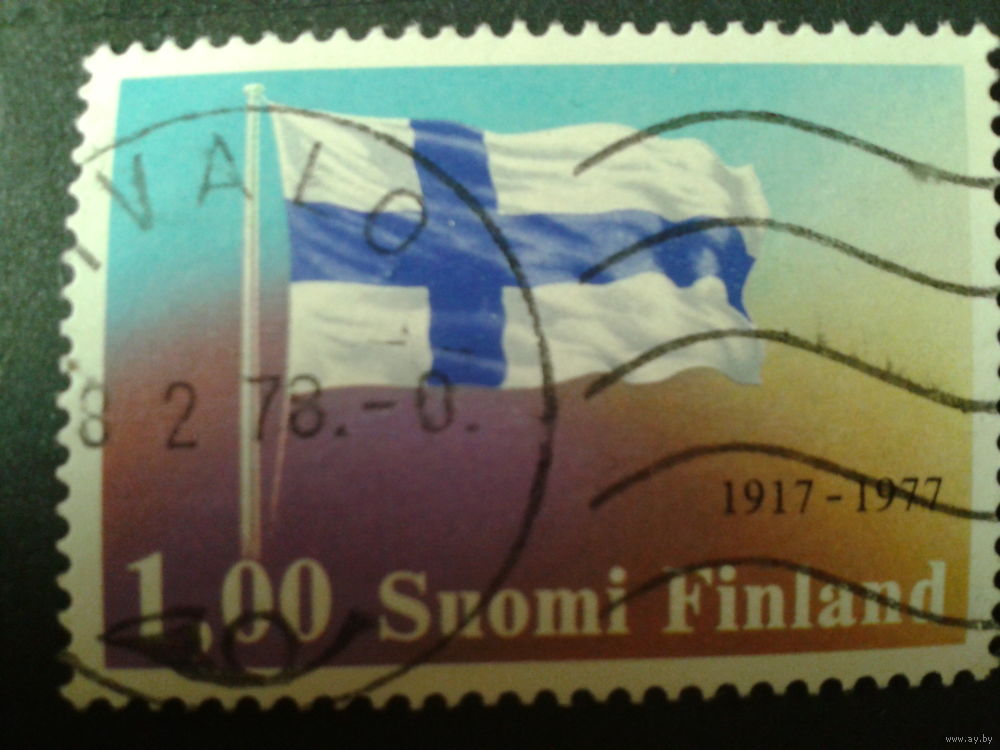 IVALO
8 2 78.-0.
1917-1977
1,00 Suomi Finland
www.ay.by